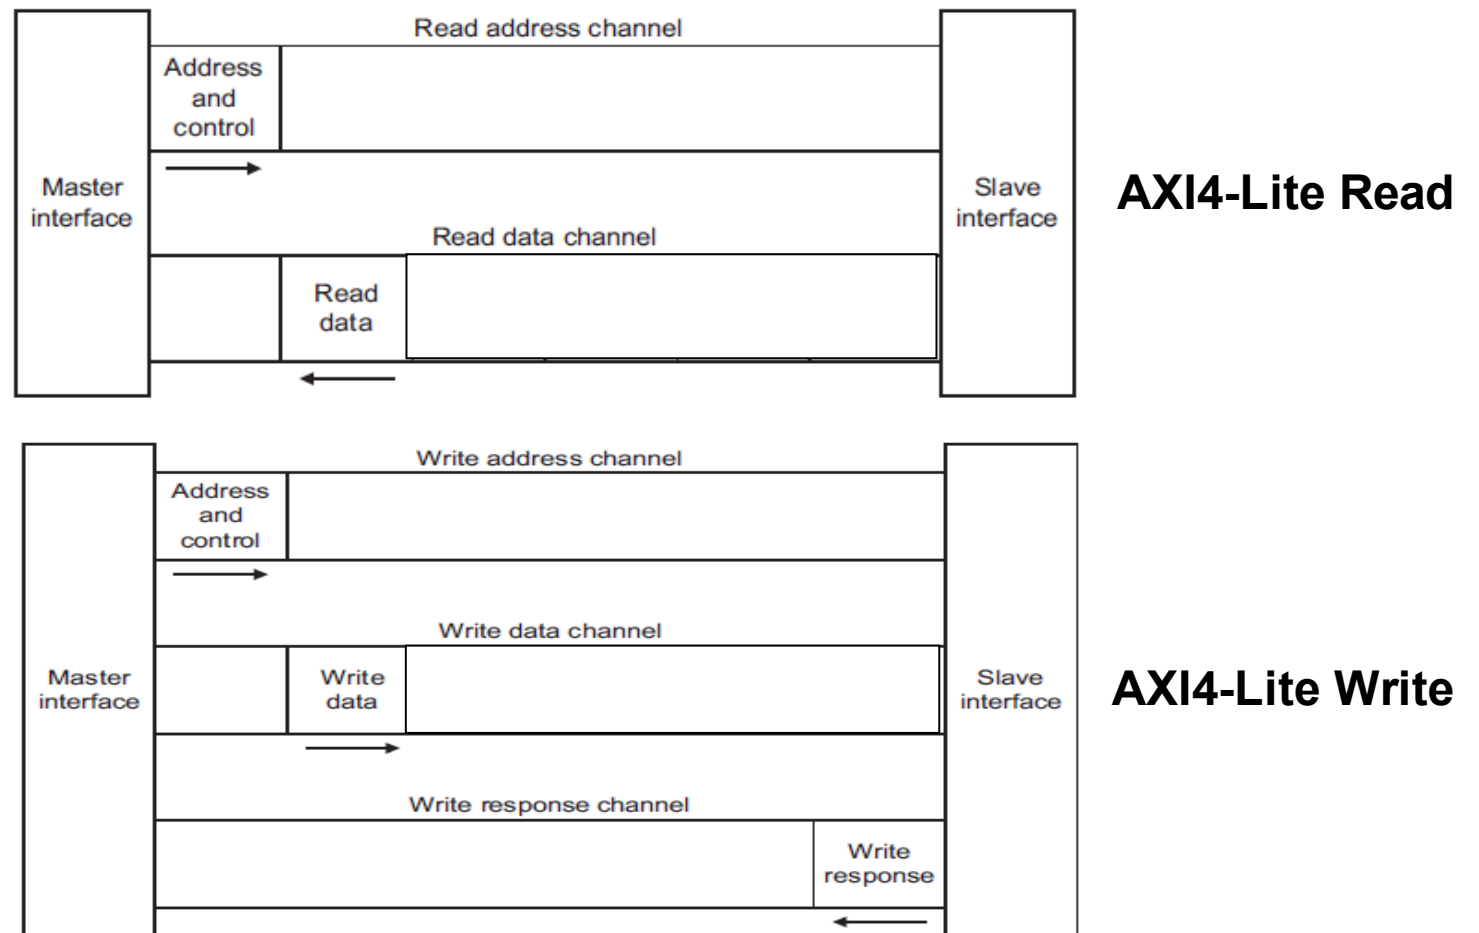 Read address channel
Address
and
control
Master
interface
Slave
interface
AXI4-Lite Read
Read data channel
Read
data
Write address channel
Address
and
control
Write data channel
Master
interface
Write
data
Slave
interface
AXI4-Lite Write
Write response channel
Write
response